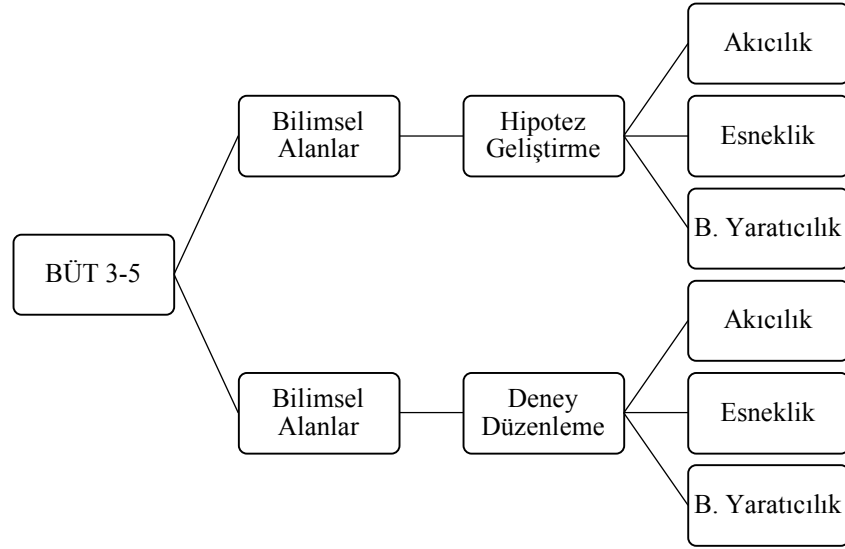 BÜT 3-5
Bilimsel
Alanlar
Hipotez
Geliştirme
Akıcılık
Esneklik
B. Yaratıcılık
Bilimsel
Alanlar
Deney
Düzenleme
Akıcılık
Esneklik
B. Yaratıcılık